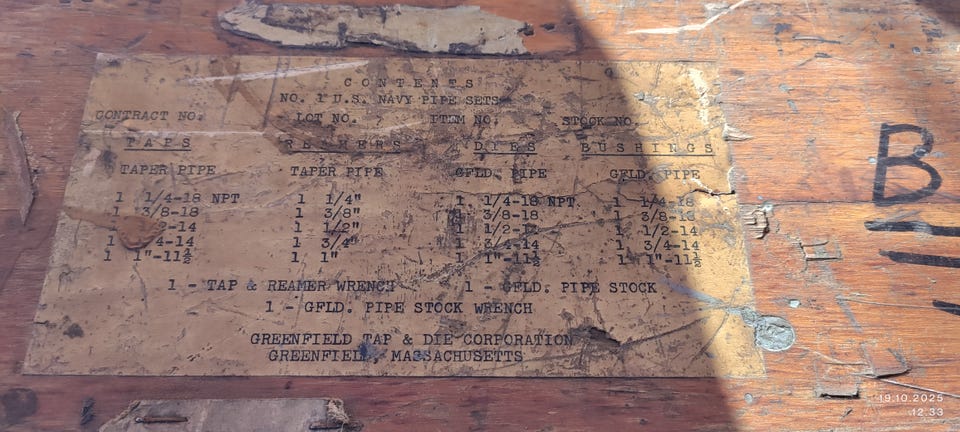 CONTENTS
NO. 1 U.S. NAVY PIPE SETS
CONTRACT NO. LOT NO. ITEM NO. STOCK NO.
TAPS REAMERS DIES BUSHINGS
TAPER PIPE TAPER PIPE GFLD. PIPE GFLD. PIPE
1 1/4-18 NPT 1 1/4" 1 1/4-18 NPT 1 1/4-18
1 3/8-18 1 3/8" 1 3/8-18 1 3/8-18
1 1/2" 1 1/2-14 1 1/2-14
1 3/4" 1 3/4-14 1 3/4-14
1 1"-11½ 1 1" 1 1"-11½ 1 1"-11½
1 - TAP & REAMER WRENCH 1 - GFLD. PIPE STOCK
1 - GFLD. PIPE STOCK WRENCH
GREENFIELD TAP & DIE CORPORATION
GREENFIELD, MASSACHUSETTS
B
19.10.2025
12.33